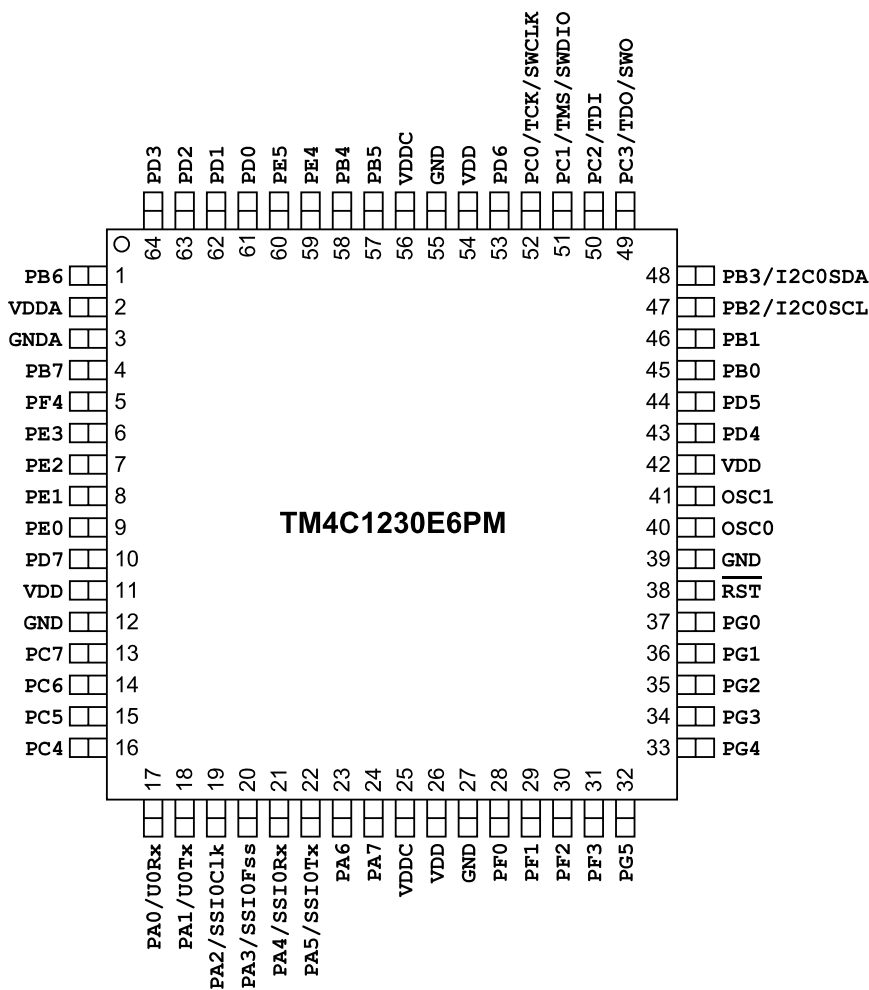 PD3
PD2
PD1
PD0
PE5
PE4
PB4
PB5
VDDC
GND
VDD
PD6
PC0/TCK/SWCLK
PC1/TMS/SWDIO
PC2/TDI
PC3/TDO/SWO
64
63
62
61
60
59
58
57
56
55
54
53
52
51
50
49
PB6 1
VDDA 2
GNDA 3
PB7 4
PF4 5
PE3 6
PE2 7
PE1 8
PE0 9
PD7 10
VDD 11
GND 12
PC7 13
PC6 14
PC5 15
PC4 16
TM4C1230E6PM
48 PB3/I2C0SDA
47 PB2/I2C0SCL
46 PB1
45 PB0
44 PD5
43 PD4
42 VDD
41 OSC1
40 OSC0
39 GND
38 RST
37 PG0
36 PG1
35 PG2
34 PG3
33 PG4
17
18
19
20
21
22
23
24
25
26
27
28
29
30
31
32
PA0/U0Rx
PA1/U0Tx
PA2/SSI0Clk
PA3/SSI0Fss
PA4/SSI0Rx
PA5/SSI0Tx
PA6
PA7
VDDC
VDD
GND
PF0
PF1
PF2
PF3
PG5